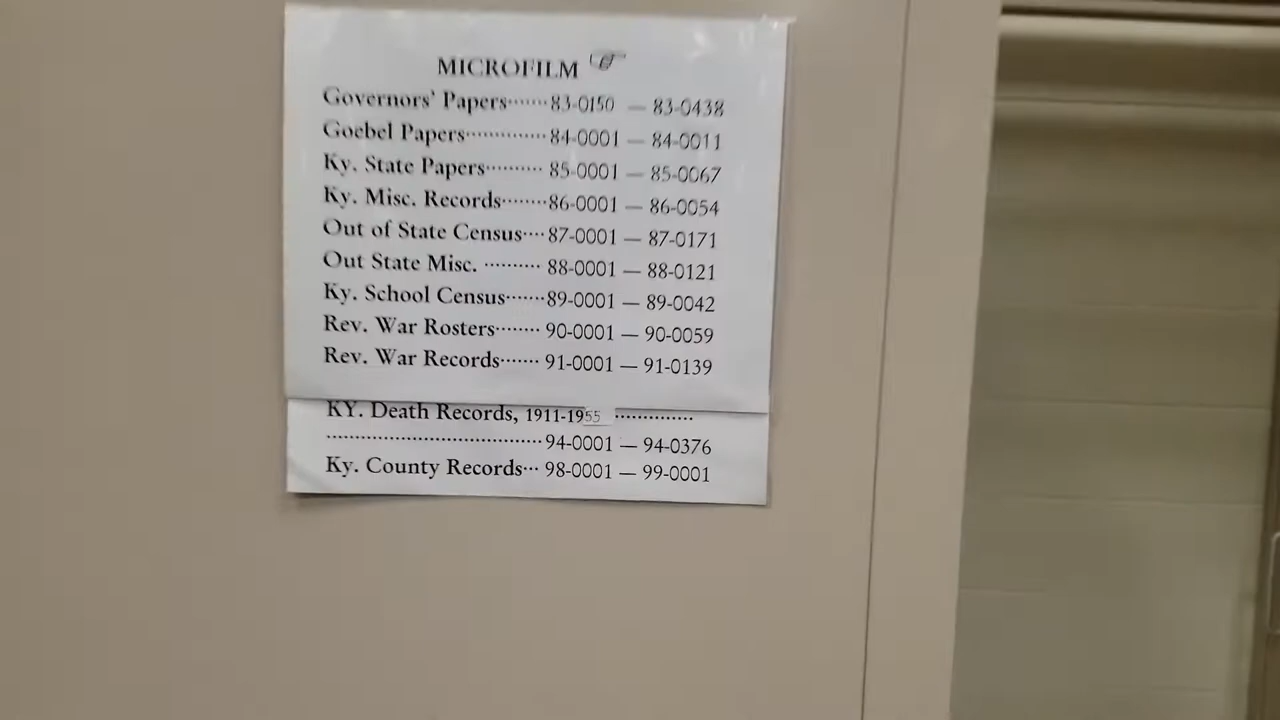 MICROFILM ☞
Governors' Papers·······83-0150 — 83-0438
Goebel Papers··············84-0001 — 84-0011
Ky. State Papers·········· 85-0001 — 85-0067
Ky. Misc. Records········86-0001 — 86-0054
Out of State Census····87-0001 — 87-0171
Out State Misc. ·········· 88-0001 — 88-0121
Ky. School Census·······89-0001 — 89-0042
Rev. War Rosters········ 90-0001 — 90-0059
Rev. War Records······· 91-0001 — 91-0139
KY. Death Records, 1911-1955 ··············
······································94-0001 — 94-0376
Ky. County Records··· 98-0001 — 99-0001